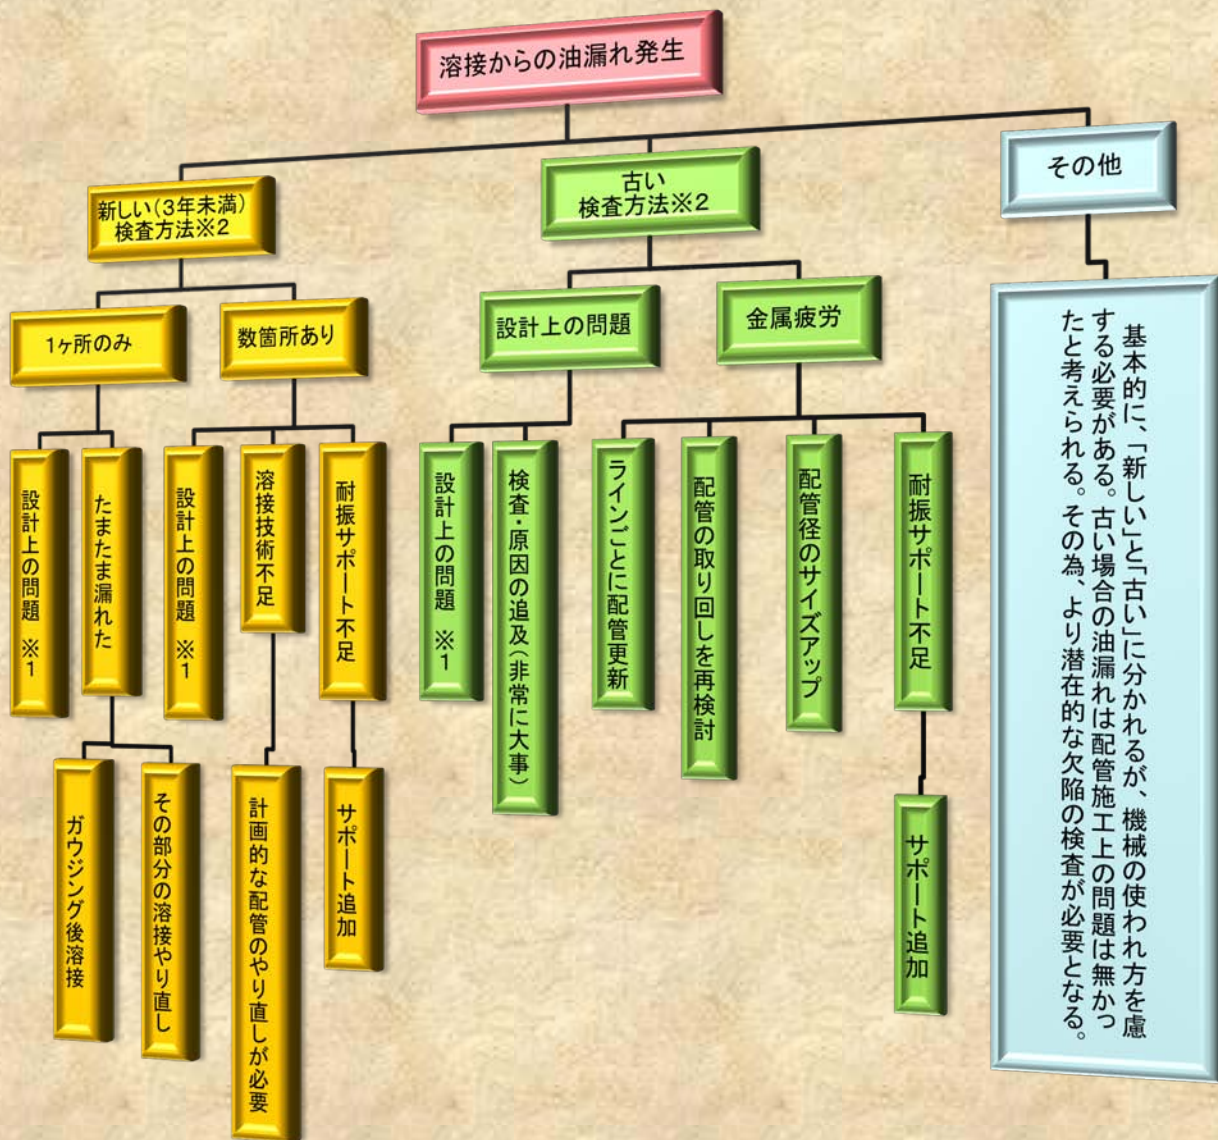 溶接からの油漏れ発生
新しい(3年未満)
検査方法※2
古い
検査方法※2
その他
1ヶ所のみ
数箇所あり
設計上の問題
金属疲労
設計上の問題 ※1
たまたま漏れた
設計上の問題 ※1
溶接技術不足
耐振サポート不足
設計上の問題 ※1
検査・原因の追及(非常に大事)
ラインごとに配管更新
配管の取り回しを再検討
配管径のサイズアップ
耐振サポート不足
ガウジング後溶接
その部分の溶接やり直し
計画的な配管のやり直しが必要
サポート追加
サポート追加
基本的に、「新しい」と「古い」に分かれるが、機械の使われ方を慮
する必要がある。古い場合の油漏れは配管施工上の問題は無かっ
たと考えられる。その為、より潜在的な欠陥の検査が必要となる。